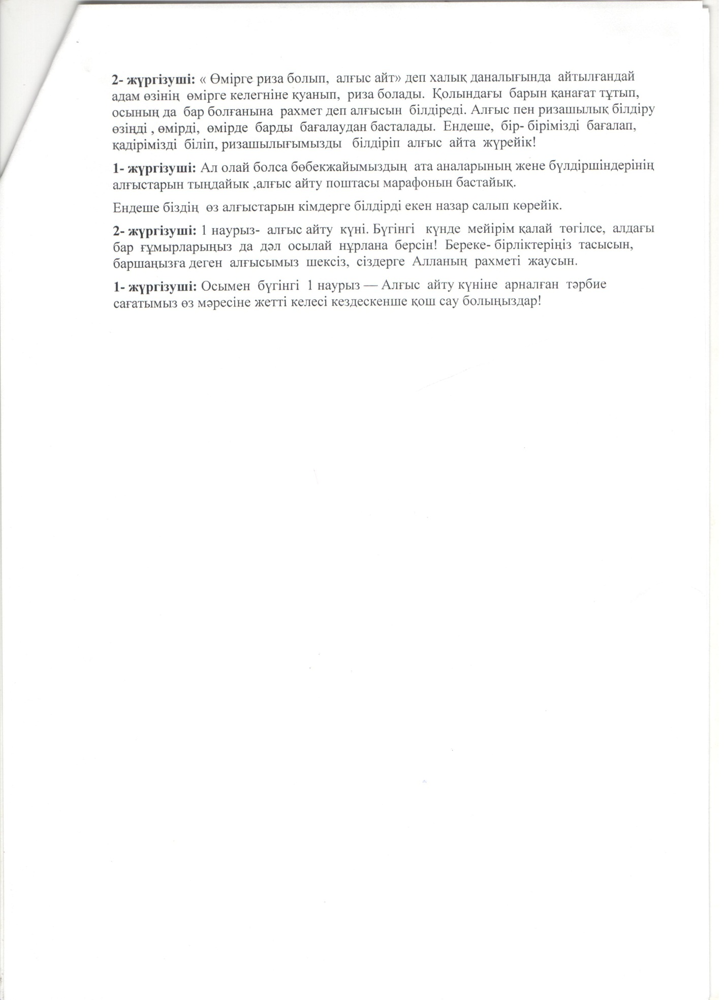 2- жүргізуші: « Өмірге риза болып, алғыс айт» деп халық даналығында айтылғандай
адам өзінің өмірге келегніне қуанып, риза болады. Қолындағы барын қанағат тұтып,
осының да бар болғанына рахмет деп алғысын білдіреді. Алғыс пен ризашылық білдіру
өзіңді , өмірді, өмірде барды бағалаудан басталады. Ендеше, бір- бірімізді бағалап,
қадірімізді біліп, ризашылығымызды білдіріп алғыс айта жүрейік!
1- жүргізуші: Ал олай болса бөбекжайымыздың ата аналарының жене бүлдіршіндерінің
алғыстарын тыңдайык ,алғыс айту поштасы марафонын бастайық.
Ендеше біздің өз алғыстарын кімдерге білдірді екен назар салып көрейік.
2- жүргізуші: 1 наурыз- алғыс айту күні. Бүгінгі күнде мейірім қалай төгілсе, алдағы
бар ғұмырларыңыз да дәл осылай нұрлана берсін! Береке- бірліктеріңіз тасысын,
баршаңызға деген алғысымыз шексіз, сіздерге Алланың рахметі жаусын.
1- жүргізуші: Осымен бүгінгі 1 наурыз — Алғыс айту күніне арналған тәрбие
сағатымыз өз мәресіне жетті келесі кездескенше қош сау болыңыздар!